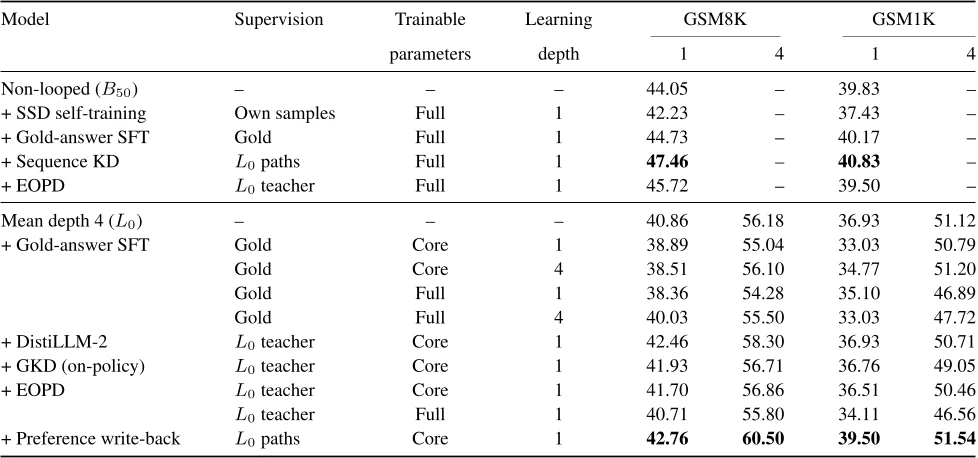 Model Supervision Trainable Learning GSM8K GSM1K
parameters depth 1 4 1 4
Non-looped (B₅₀) – – – 44.05 – 39.83 –
+ SSD self-training Own samples Full 1 42.23 – 37.43 –
+ Gold-answer SFT Gold Full 1 44.73 – 40.17 –
+ Sequence KD L₀ paths Full 1 47.46 – 40.83 –
+ EOPD L₀ teacher Full 1 45.72 – 39.50 –
Mean depth 4 (L₀) – – – 40.86 56.18 36.93 51.12
+ Gold-answer SFT Gold Core 1 38.89 55.04 33.03 50.79
Gold Core 4 38.51 56.10 34.77 51.20
Gold Full 1 38.36 54.28 35.10 46.89
Gold Full 4 40.03 55.50 33.03 47.72
+ DistiLLM-2 L₀ teacher Core 1 42.46 58.30 36.93 50.71
+ GKD (on-policy) L₀ teacher Core 1 41.93 56.71 36.76 49.05
+ EOPD L₀ teacher Core 1 41.70 56.86 36.51 50.46
L₀ teacher Full 1 40.71 55.80 34.11 46.56
+ Preference write-back L₀ paths Core 1 42.76 60.50 39.50 51.54